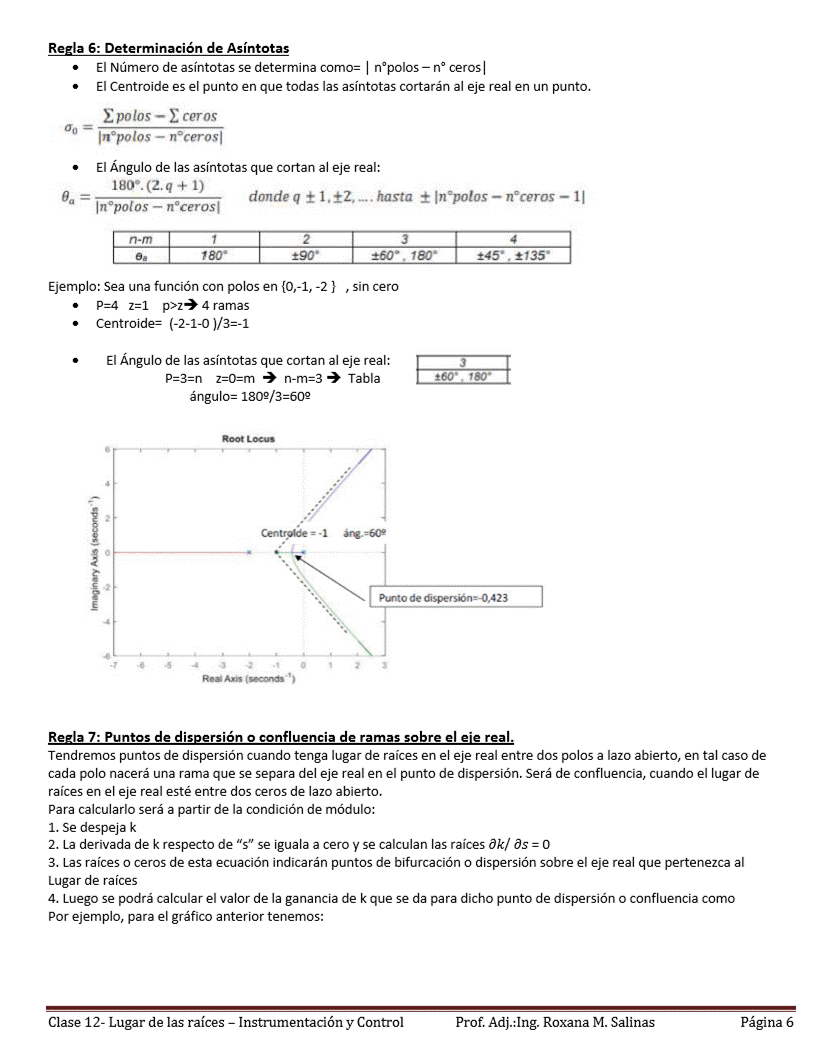 Regla 6: Determinación de Asíntotas
• El Número de asíntotas se determina como= | n°polos – n° ceros|
• El Centroide es el punto en que todas las asíntotas cortarán al eje real en un punto.
σ₀ = (∑ polos − ∑ ceros) / |n°polos − n°ceros|
• El Ángulo de las asíntotas que cortan al eje real:
θₐ = 180°.(2.q + 1) / |n°polos − n°ceros| donde q ± 1,±2, .... hasta ± |n°polos − n°ceros − 1|
n-m 1 2 3 4
θₐ 180° ±90° ±60° , 180° ±45°, ±135°
Ejemplo: Sea una función con polos en {0,-1, -2 } , sin cero
• P=4 z=1 p>z➔ 4 ramas
• Centroide= (-2-1-0 )/3=-1
• El Ángulo de las asíntotas que cortan al eje real:
3
P=3=n z=0=m ➔ n-m=3 ➔ Tabla
±60° , 180°
ángulo= 180º/3=60º
Root Locus
6
4
2
Centroide = -1 áng.=60º
0
-2
Punto de dispersión=-0,423
-4
-6
Imaginary Axis (seconds⁻¹)
-7 -6 -5 -4 -3 -2 -1 0 1 2 3
Real Axis (seconds⁻¹)
Regla 7: Puntos de dispersión o confluencia de ramas sobre el eje real.
Tendremos puntos de dispersión cuando tenga lugar de raíces en el eje real entre dos polos a lazo abierto, en tal caso de
cada polo nacerá una rama que se separa del eje real en el punto de dispersión. Será de confluencia, cuando el lugar de
raíces en el eje real esté entre dos ceros de lazo abierto.
Para calcularlo será a partir de la condición de módulo:
1. Se despeja k
2. La derivada de k respecto de “s” se iguala a cero y se calculan las raíces ∂k/ ∂s = 0
3. Las raíces o ceros de esta ecuación indicarán puntos de bifurcación o dispersión sobre el eje real que pertenezca al
Lugar de raíces
4. Luego se podrá calcular el valor de la ganancia de k que se da para dicho punto de dispersión o confluencia como
Por ejemplo, para el gráfico anterior tenemos:
Clase 12- Lugar de las raíces – Instrumentación y Control Prof. Adj.:Ing. Roxana M. Salinas Página 6